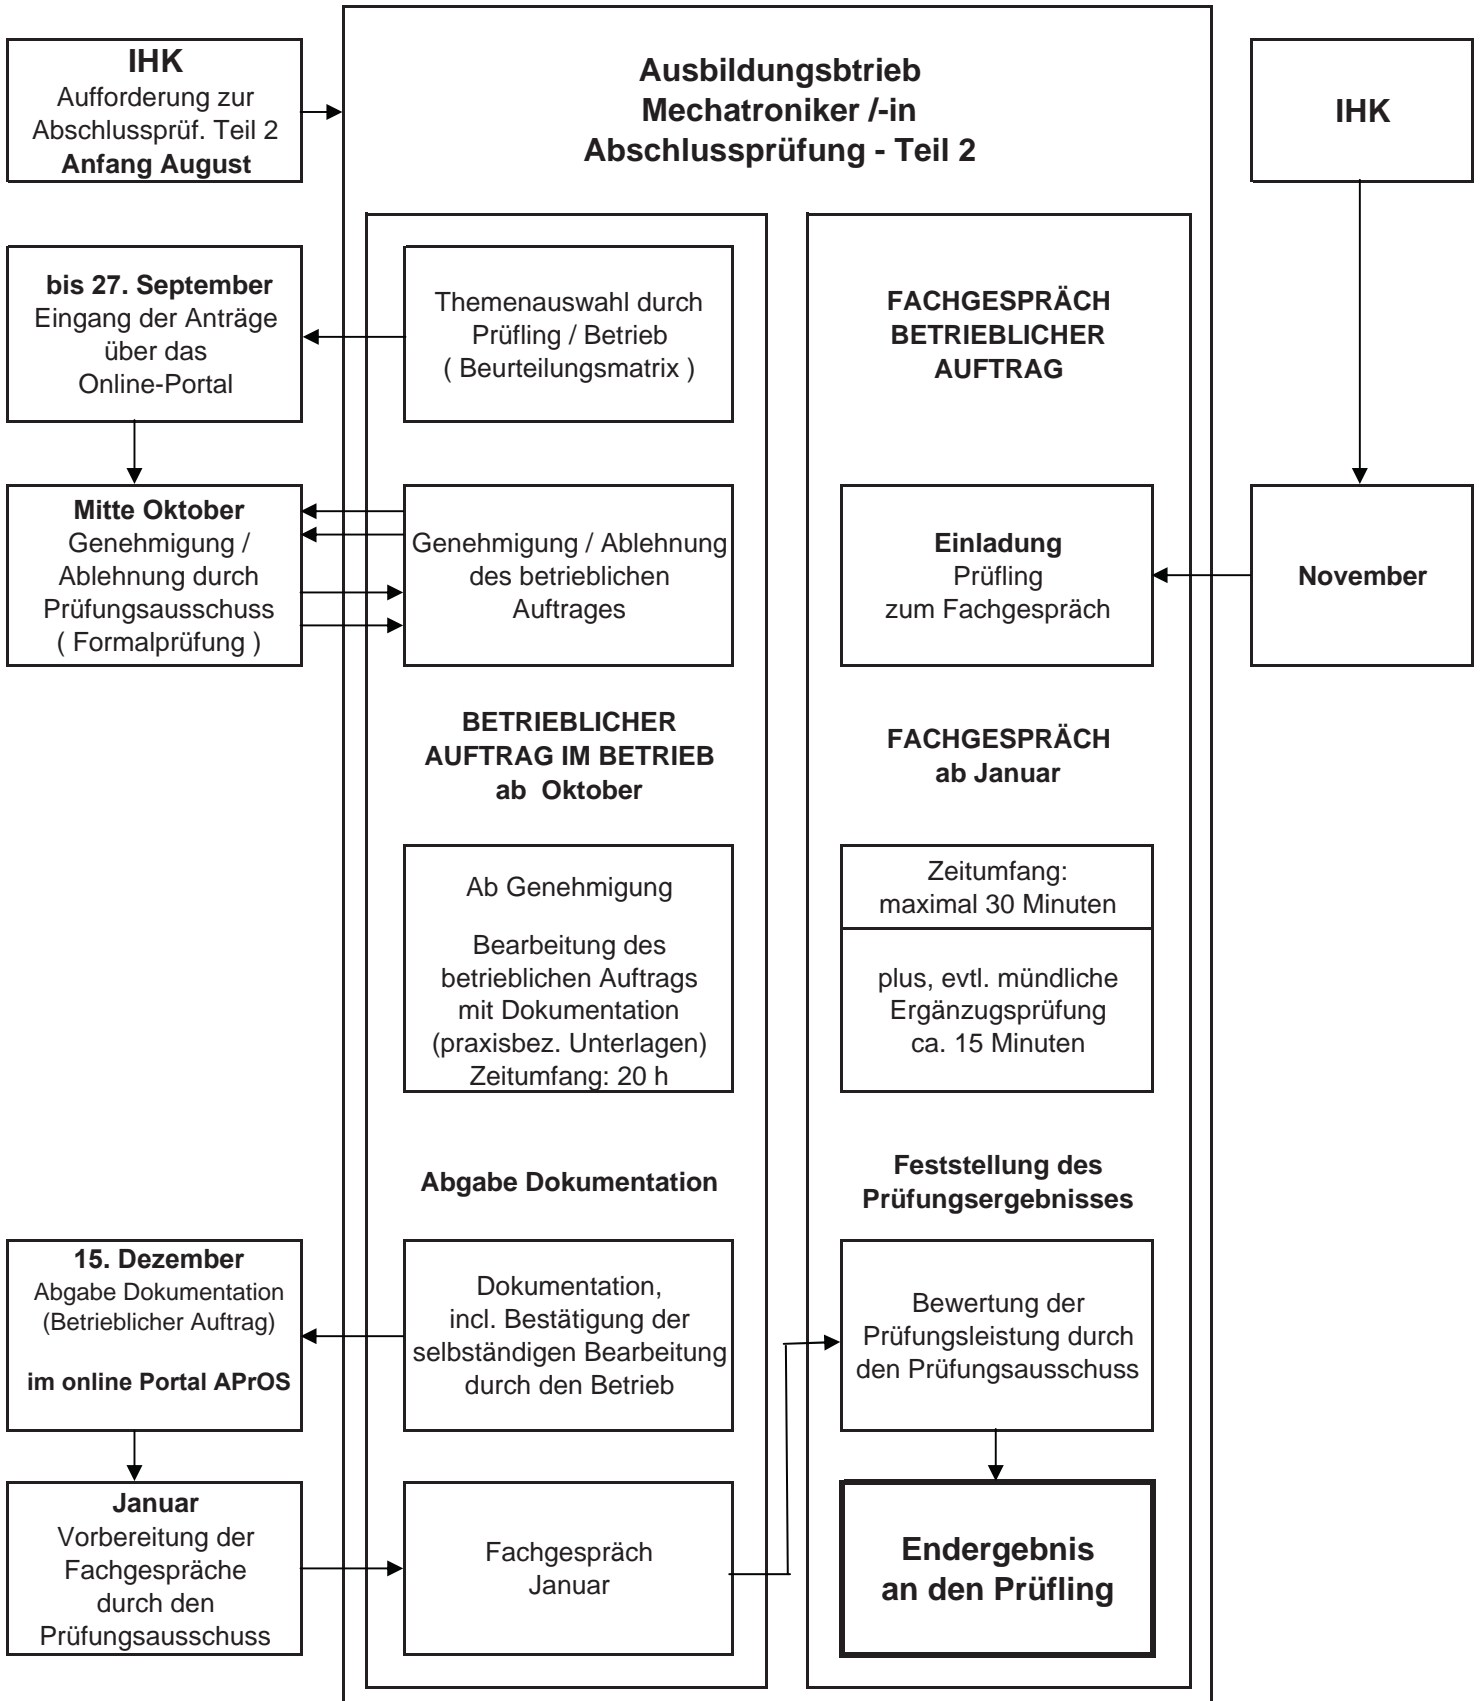 IHK
Aufforderung zur
Abschlussprüf. Teil 2
Anfang August
Ausbildungsbtrieb
Mechatroniker /-in
Abschlussprüfung - Teil 2
IHK
bis 27. September
Eingang der Anträge
über das
Online-Portal
Themenauswahl durch
Prüfling / Betrieb
( Beurteilungsmatrix )
FACHGESPRÄCH
BETRIEBLICHER
AUFTRAG
Mitte Oktober
Genehmigung /
Ablehnung durch
Prüfungsausschuss
( Formalprüfung )
Genehmigung / Ablehnung
des betrieblichen
Auftrages
Einladung
Prüfling
zum Fachgespräch
November
BETRIEBLICHER
AUFTRAG IM BETRIEB
ab  Oktober
FACHGESPRÄCH
ab Januar
Ab Genehmigung
Bearbeitung des
betrieblichen Auftrags
mit Dokumentation
(praxisbez. Unterlagen)
Zeitumfang: 20 h
Zeitumfang:
maximal 30 Minuten
plus, evtl. mündliche
Ergänzugsprüfung
ca. 15 Minuten
Abgabe Dokumentation
Feststellung des
Prüfungsergebnisses
15. Dezember
Abgabe Dokumentation
(Betrieblicher Auftrag)
im online Portal APrOS
Dokumentation,
incl. Bestätigung der
selbständigen Bearbeitung
durch den Betrieb
Bewertung der
Prüfungsleistung durch
den Prüfungsausschuss
Januar
Vorbereitung der
Fachgespräche
durch den
Prüfungsausschuss
Fachgespräch
Januar
Endergebnis
an den Prüfling